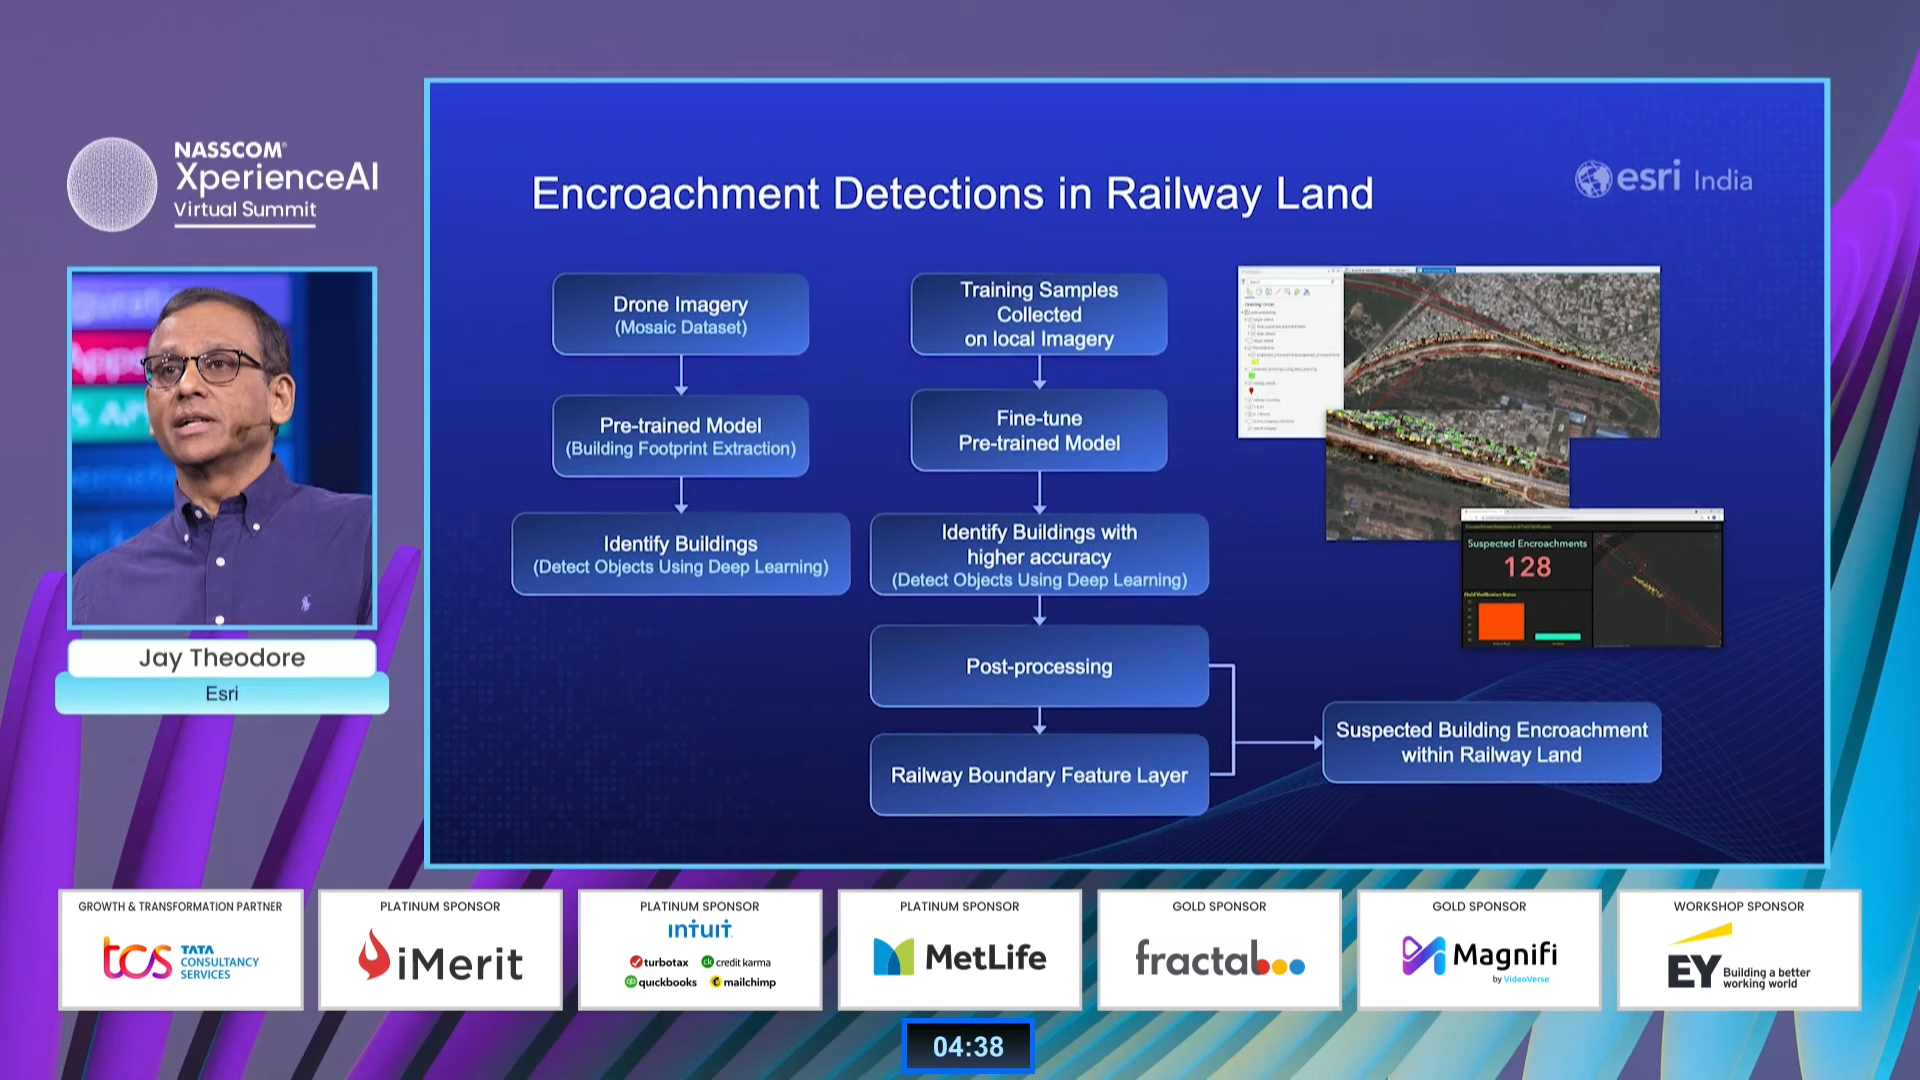 NASSCOM®
XperienceAI
Virtual Summit
Jay Theodore
Esri
Encroachment Detections in Railway Land
esri India
Drone Imagery
(Mosaic Dataset)
Pre-trained Model
(Building Footprint Extraction)
Identify Buildings
(Detect Objects Using Deep Learning)
Training Samples
Collected
on local Imagery
Fine-tune
Pre-trained Model
Identify Buildings with
higher accuracy
(Detect Objects Using Deep Learning)
Post-processing
Railway Boundary Feature Layer
Suspected Building Encroachment
within Railway Land
Suspected Encroachments
128
Field Verification Status
GROWTH & TRANSFORMATION PARTNER
tcs TATA
CONSULTANCY
SERVICES
PLATINUM SPONSOR
iMerit
PLATINUM SPONSOR
intuit
turbotax creditkarma
quickbooks mailchimp
PLATINUM SPONSOR
MetLife
GOLD SPONSOR
fractal
GOLD SPONSOR
Magnifi
by VideoVerse
WORKSHOP SPONSOR
EY Building a better
working world
04:38